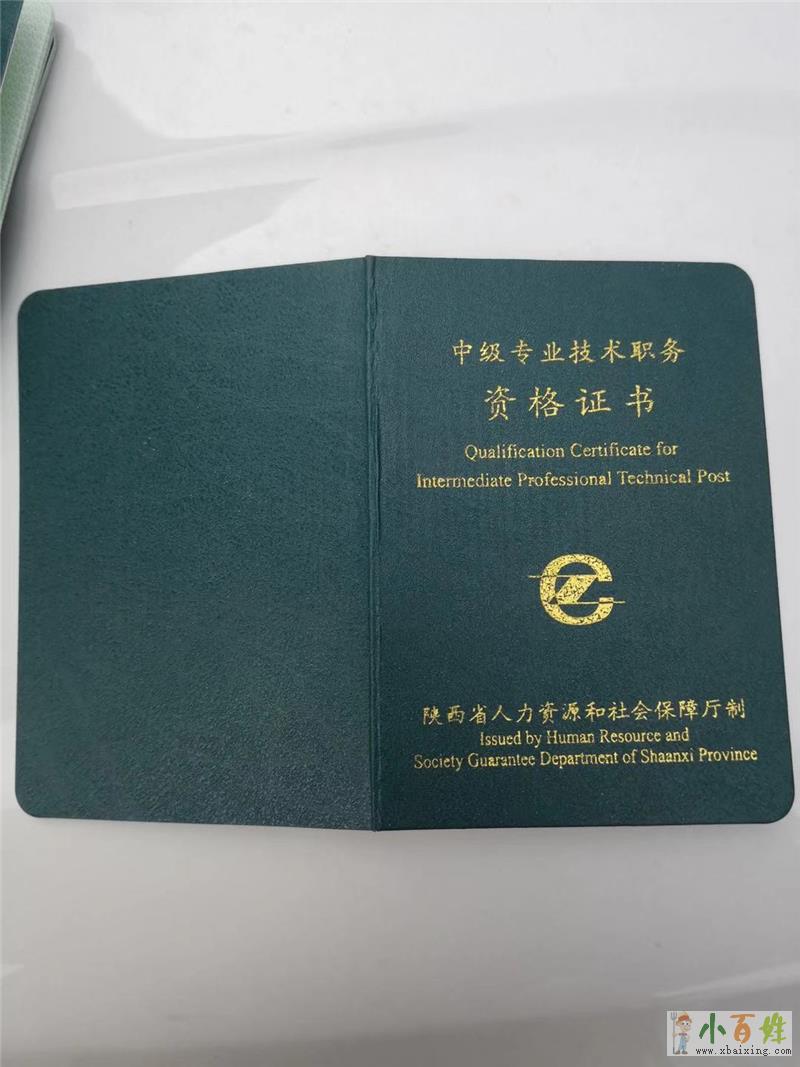 中级专业技术职务
资格证书
Qualification Certificate for
Intermediate Professional Technical Post
陕西省人力资源和社会保障厅制
Issued by Human Resource and
Society Guarantee Department of Shaanxi Province
小百姓
www.xbaixing.com